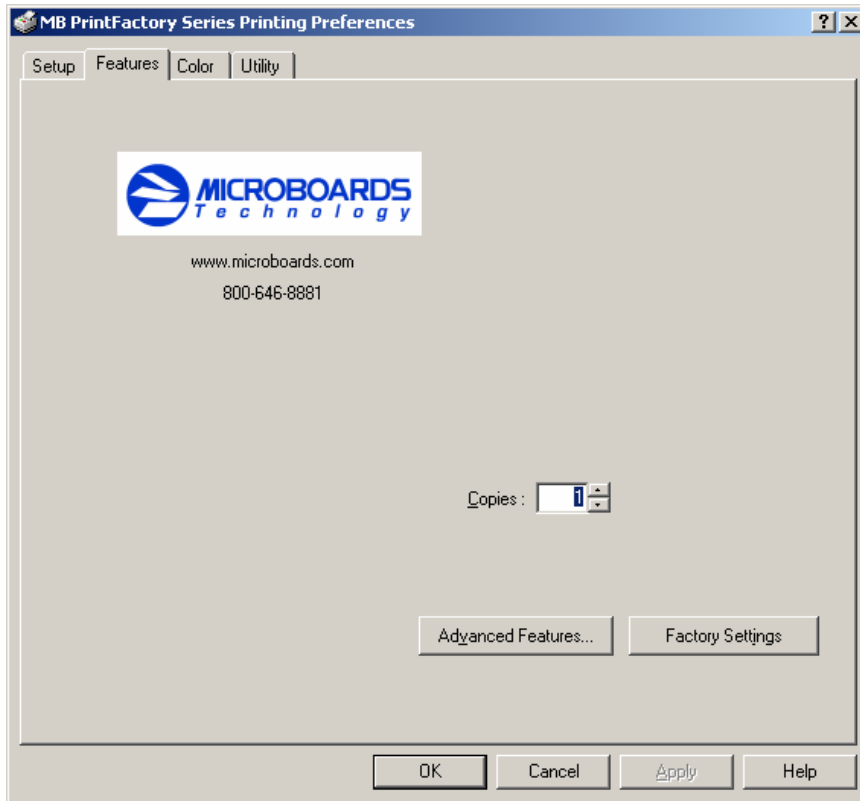 MB PrintFactory Series Printing Preferences
Setup Features Color Utility
MICROBOARDS
Technology
www.microboards.com
800-646-8881
Copies : 1
Advanced Features... Factory Settings
OK Cancel Apply Help